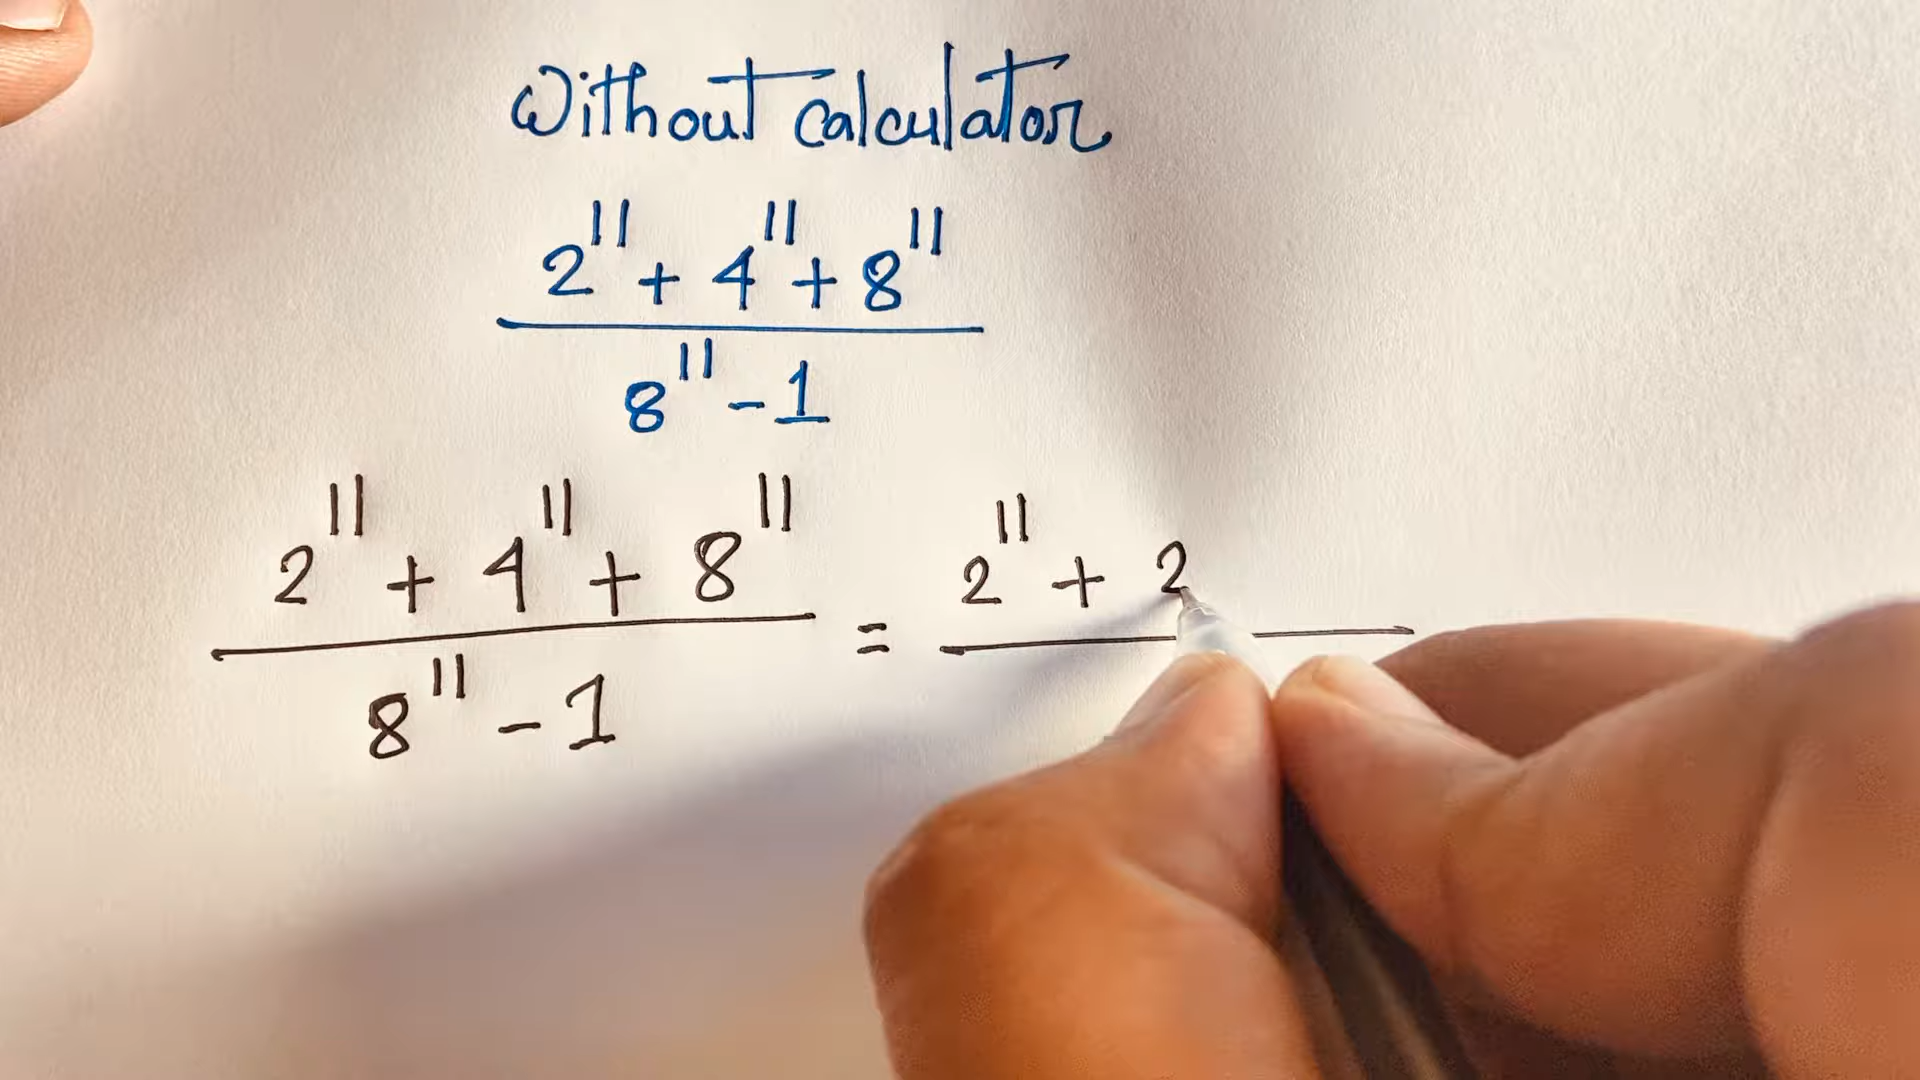 Without calculator
2^11 + 4^11 + 8^11
8^11 - 1
2^11 + 4^11 + 8^11 = 2^11 + 2
8^11 - 1